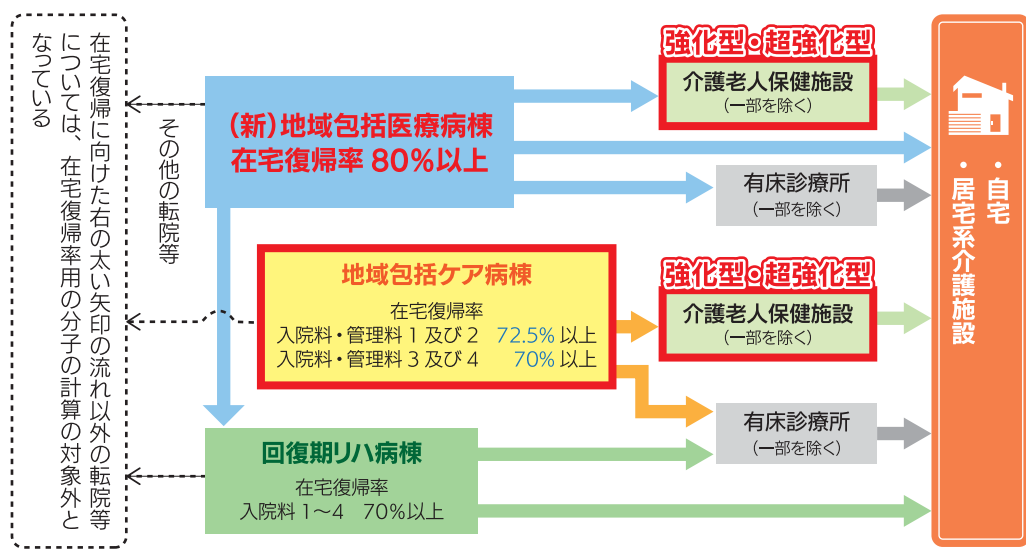 在宅復帰に向けた右の太い矢印の流れ以外の転院等
については、在宅復帰率用の分子の計算の対象外と
なっている
その他の転院等
(新)地域包括医療病棟
在宅復帰率 80%以上
強化型・超強化型
介護老人保健施設
(一部を除く)
有床診療所
(一部を除く)
地域包括ケア病棟
在宅復帰率
入院料・管理料 1 及び 2 72.5% 以上
入院料・管理料 3 及び 4 70% 以上
強化型・超強化型
介護老人保健施設
(一部を除く)
有床診療所
(一部を除く)
回復期リハ病棟
在宅復帰率
入院料 1～4 70%以上
・自宅
・居宅系介護施設